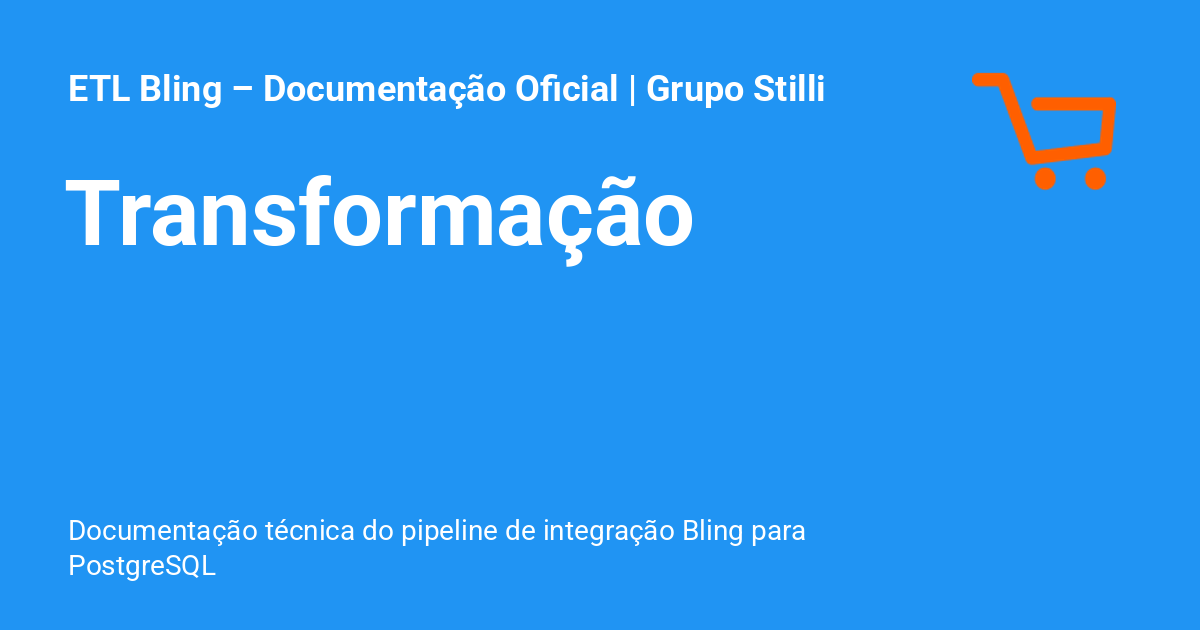 ETL Bling – Documentação Oficial | Grupo Stilli
Transformação
Documentação técnica do pipeline de integração Bling para
PostgreSQL